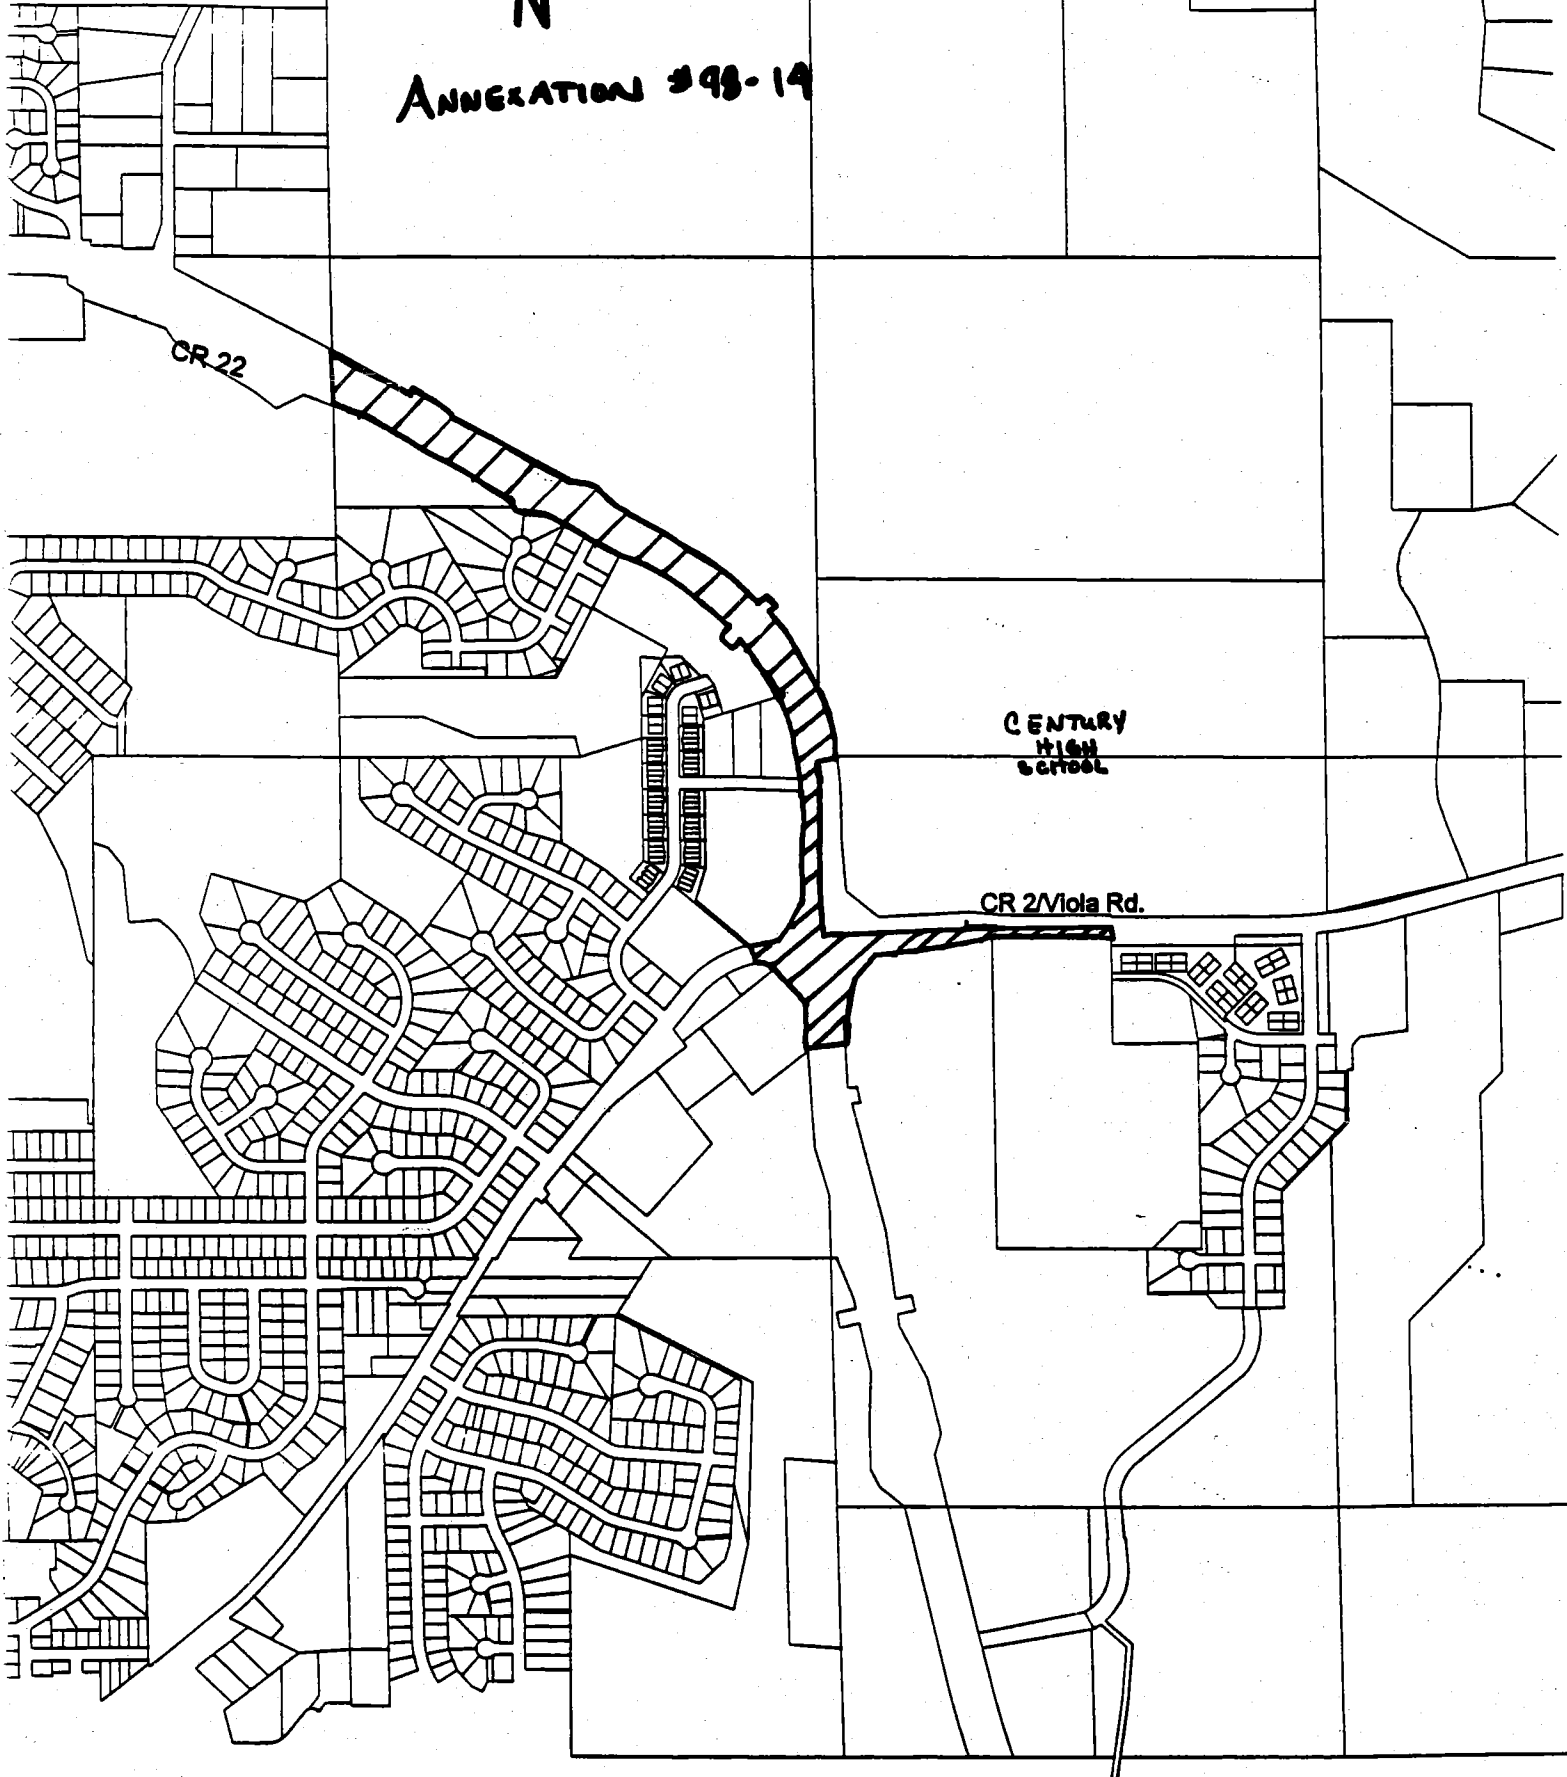 N
ANNEXATION #98-14
CR 22
CENTURY
HIGH
SCHOOL
CR 2/Viola Rd.